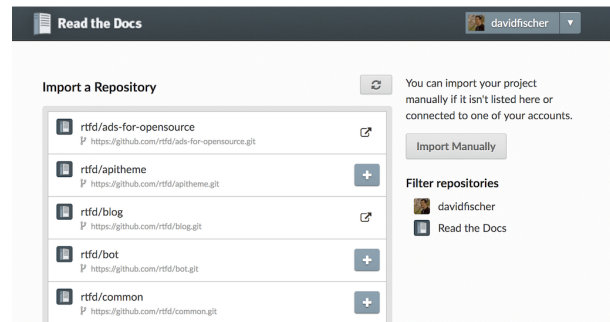 Read the Docs
davidfischer
Import a Repository
rtfd/ads-for-opensource
https://github.com/rtfd/ads-for-opensource.git
rtfd/apitheme
https://github.com/rtfd/apitheme.git
rtfd/blog
https://github.com/rtfd/blog.git
rtfd/bot
https://github.com/rtfd/bot.git
rtfd/common
https://github.com/rtfd/common.git
You can import your project
manually if it isn't listed here or
connected to one of your accounts.
Import Manually
Filter repositories
davidfischer
Read the Docs